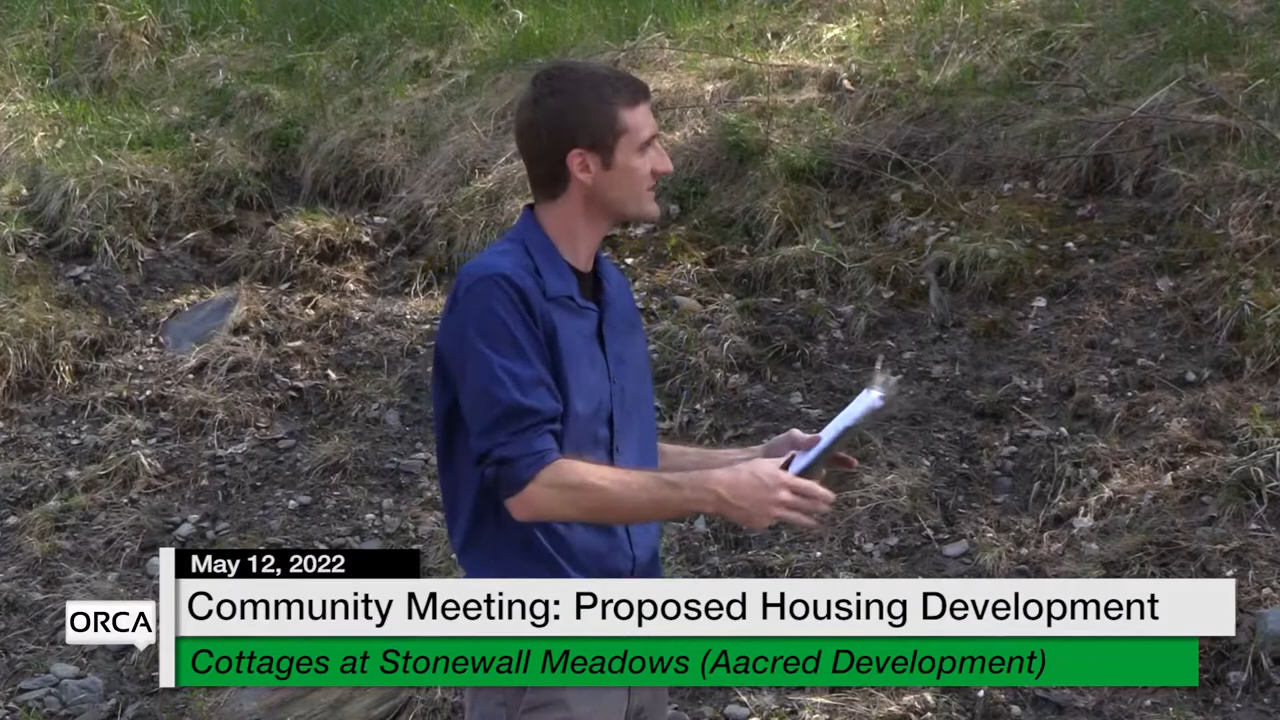 May 12, 2022
Community Meeting: Proposed Housing Development
ORCA
Cottages at Stonewall Meadows (Aacred Development)